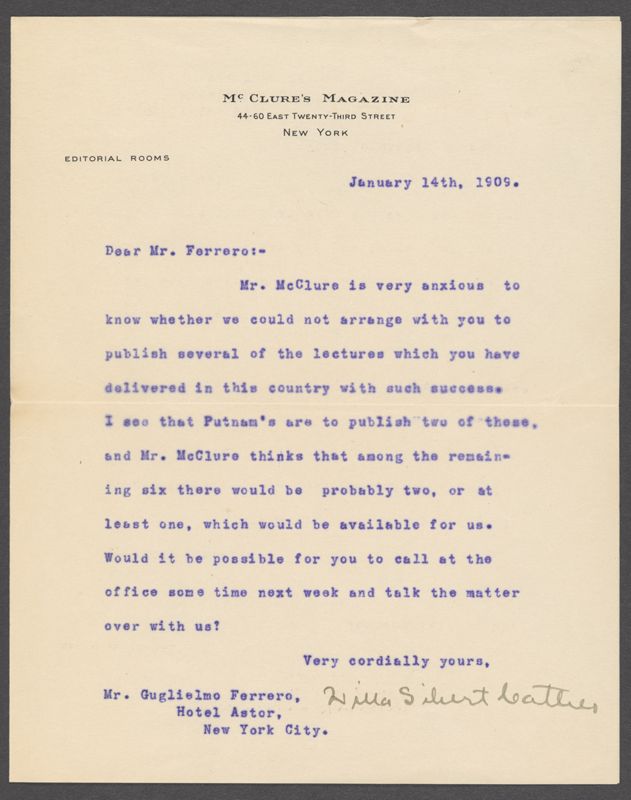 Mc Clure's Magazine
44-60 East Twenty-Third Street
New York
EDITORIAL ROOMS
January 14th, 1909.
Dear Mr. Ferrero:-
Mr. McClure is very anxious to
know whether we could not arrange with you to
publish several of the lectures which you have
delivered in this country with such success.
I see that Putnam's are to publish two of these,
and Mr. McClure thinks that among the remain-
ing six there would be probably two, or at
least one, which would be available for us.
Would it be possible for you to call at the
office some time next week and talk the matter
over with us?
Very cordially yours,
Willa Sibert Cather
Mr. Guglielmo Ferrero,
Hotel Astor,
New York City.